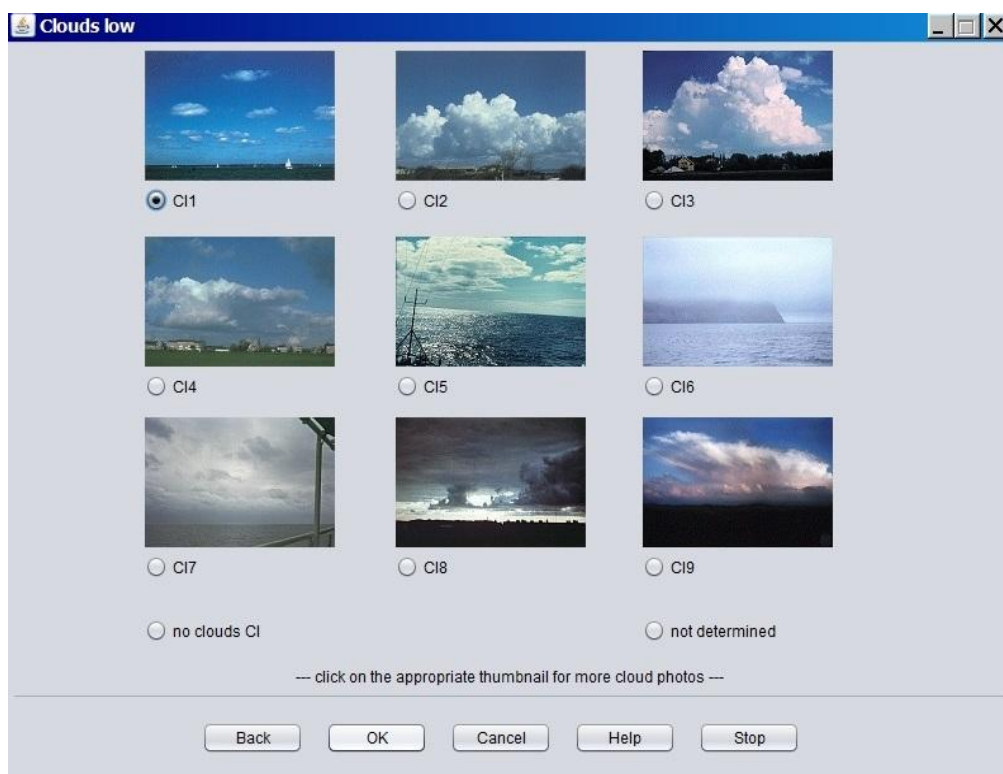 Clouds low
Cl1
Cl2
Cl3
Cl4
Cl5
Cl6
Cl7
Cl8
Cl9
no clouds Cl
not determined
--- click on the appropriate thumbnail for more cloud photos ---
Back
OK
Cancel
Help
Stop